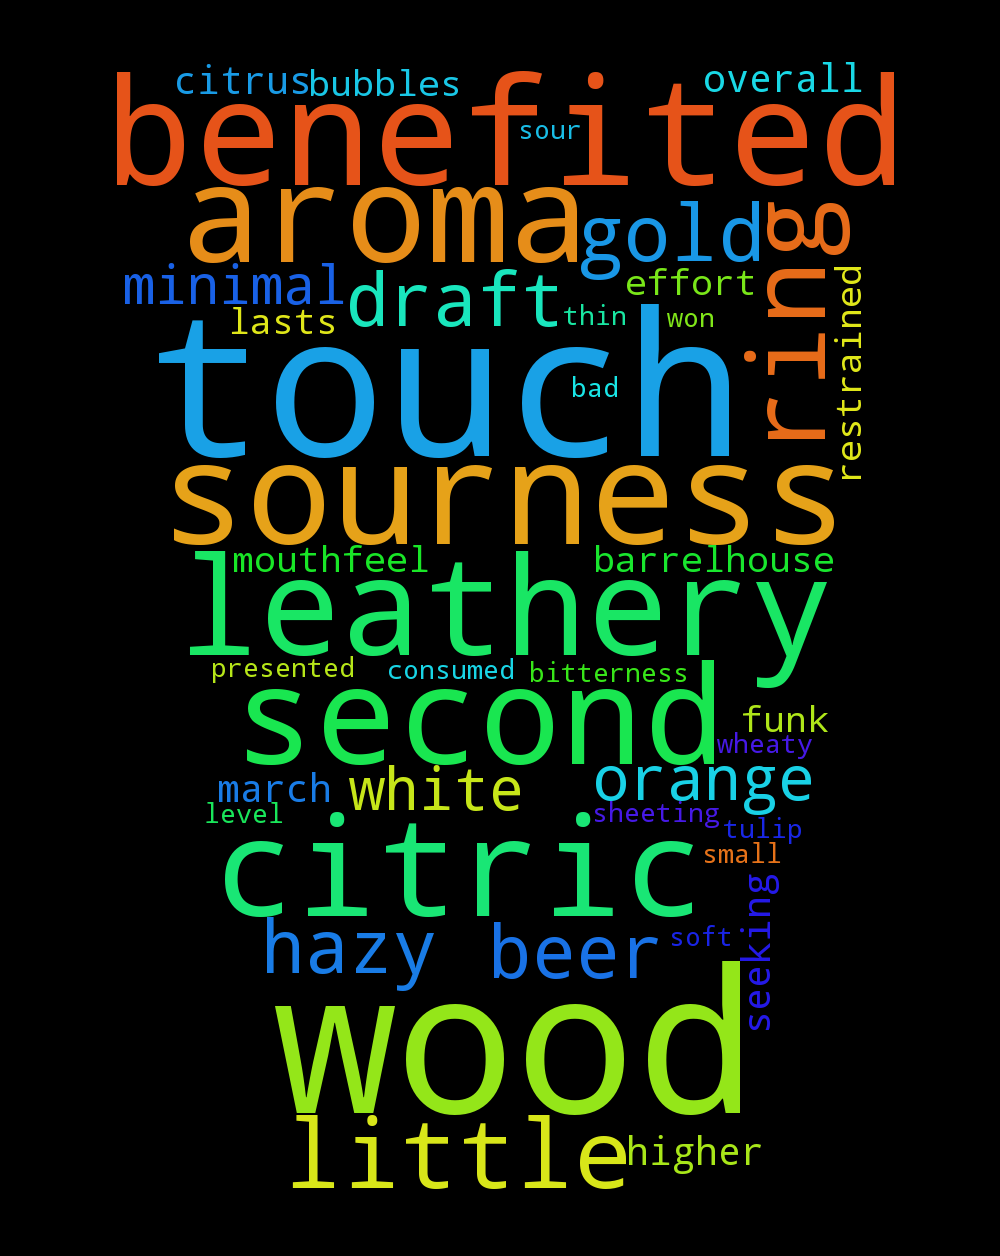 citrus bubbles overall
benefited
sour
aroma
gold
ring
minimal draft effort
lasts thin won
restrained
touch
bad
sourness
mouthfeel barrelhouse
leathery
presented consumed bitterness
second
funk
wheaty
march white orange
level sheeting tulip
citric
small
seeking
hazy beer soft
wood
little higher